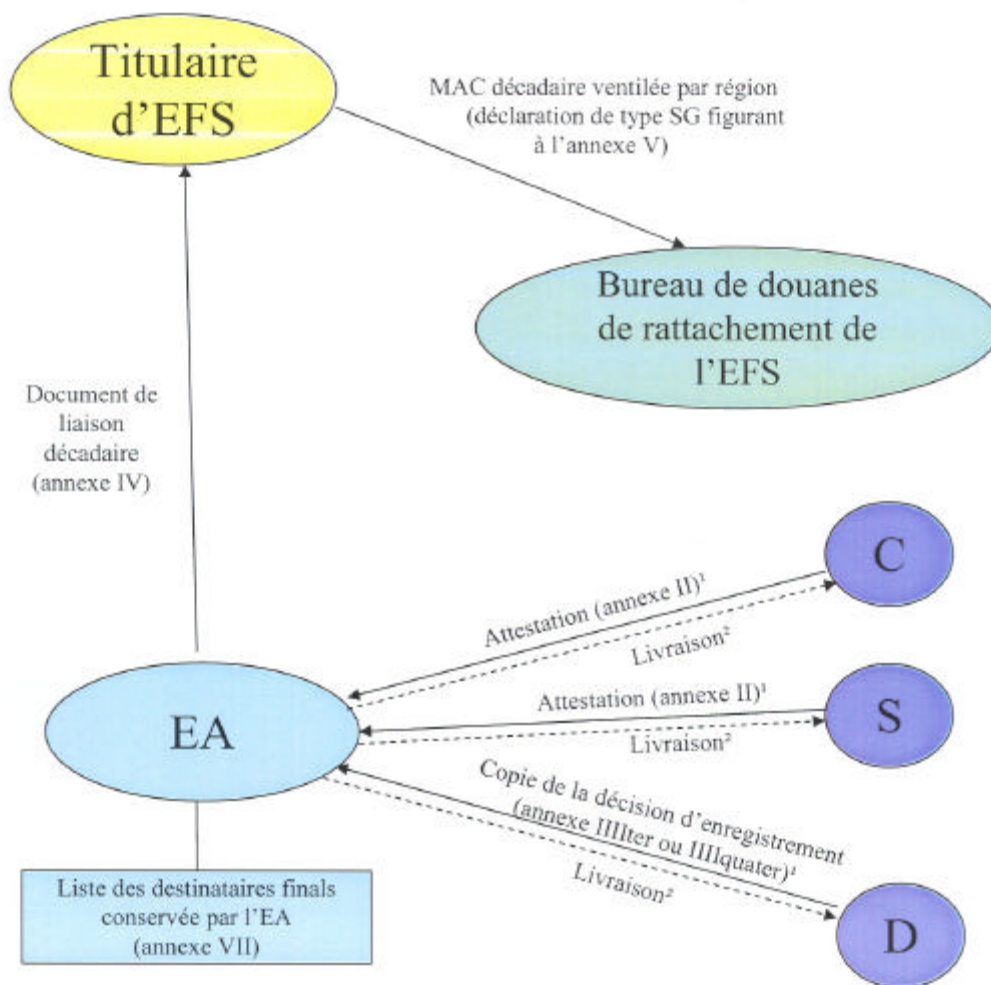 Titulaire
d'EFS
MAC décadaire ventilée par région
(déclaration de type SG figurant
à l'annexe V)
Bureau de douanes
de rattachement de
l'EFS
Document de
liaison
décadaire
(annexe IV)
C
Attestation (annexe II)¹
Livraison²
S
Attestation (annexe II)¹
Livraison²
EA
Copie de la décision d'enregistrement
(annexe IIIIter ou IIIIquater)¹
Livraison²
D
Liste des destinataires finals
conservée par l'EA
(annexe VII)